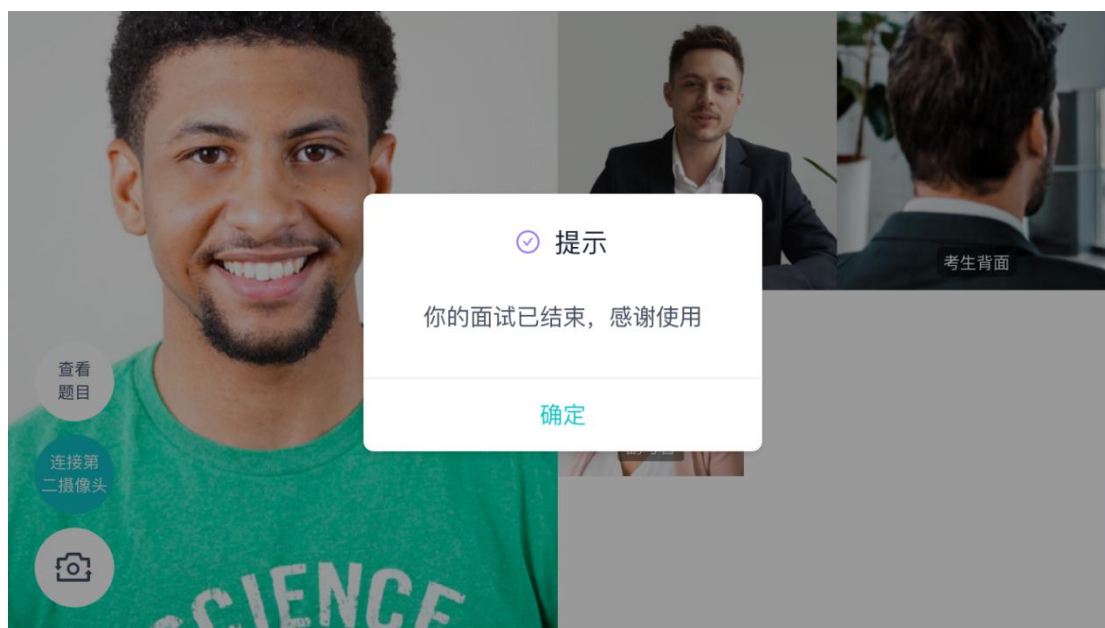 提示
你的面试已结束，感谢使用
确定
考生背面
查看
题目
连接第
二摄像头
SCIENCE